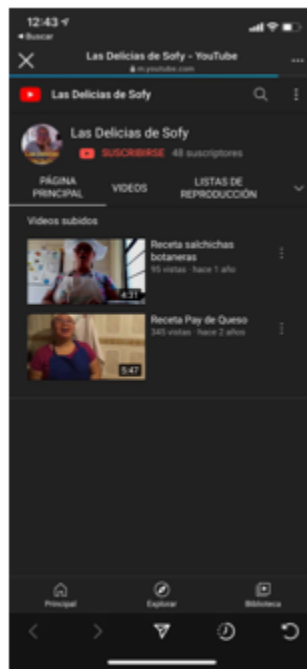 12:43
Buscar
Las Delicias de Sofy - YouTube
m.youtube.com
Las Delicias de Sofy
Las Delicias de Sofy
SUSCRIBIRSE 48 suscriptores
PÁGINA
PRINCIPAL
VIDEOS
LISTAS DE
REPRODUCCIÓN
Videos subidos
Receta salchichas
botaneras
95 vistas · hace 1 año
4:31
Receta Pay de Queso
345 vistas · hace 2 años
5:47
Principal
Explorar
Biblioteca